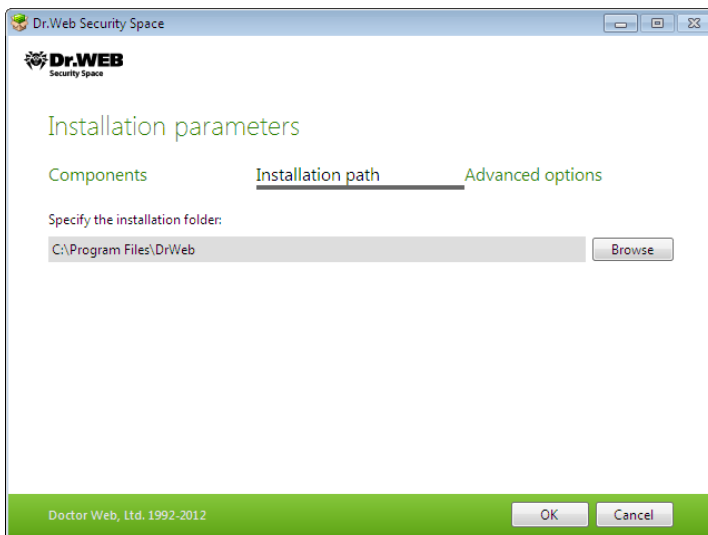 Dr.Web Security Space
Dr.WEB
Security Space
Installation parameters
Components Installation path Advanced options
Specify the installation folder:
C:\Program Files\DrWeb Browse
Doctor Web, Ltd. 1992-2012 OK Cancel